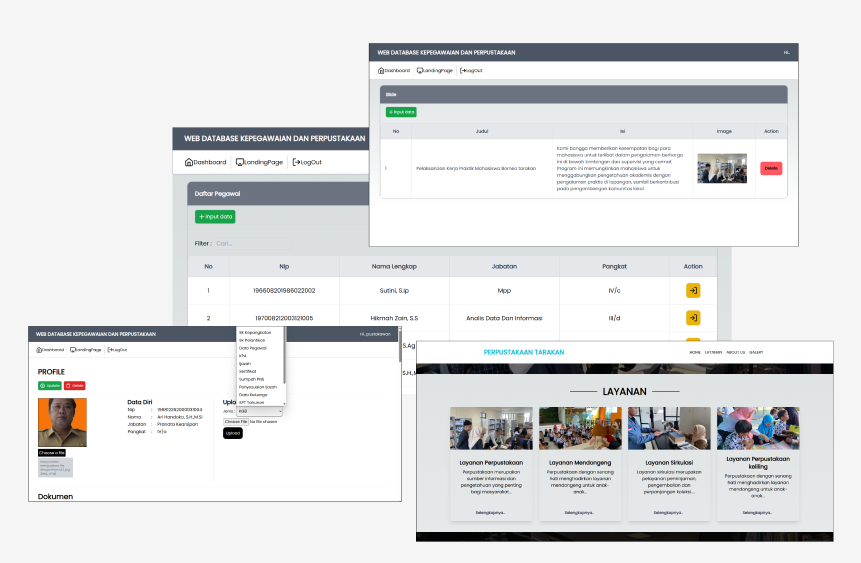 WEB DATABASE KEPEGAWAIAN DAN PERPUSTAKAAN
Hi,
Dashboard LandingPage LogOut
Slide
+ Input data
No Judul Isi Image Action
1 Pelaksanaan Kerja Praktik Mahasiswa Borneo tarakan
Kami bangga memberikan kesempatan bagi para
mahasiswa untuk terlibat dalam pengalaman berharga
ini di bawah bimbingan dan supervisi yang cermat.
Program ini memungkinkan mahasiswa untuk
menggabungkan pengetahuan akademis dengan
pengalaman praktis di lapangan, sambil berkontribusi
pada pengembangan komunitas lokal.
Delete
WEB DATABASE KEPEGAWAIAN DAN PERPUSTAKAAN
Dashboard LandingPage LogOut
Daftar Pegawai
+ Input data
Filter : Cari...
No Nip Nama Lengkap Jabatan Pangkat Action
1 196608201986022002 Sutini, S.Ip Mpp IV/c
2 197008212003121005 Hikmah Zain, S.S Analis Data Dan Informasi III/d
S.Ag
S.H,M
WEB DATABASE KEPEGAWAIAN DAN PERPUSTAKAAN
Hi, pustakawan
Dashboard LandingPage LogOut
PROFILE
Update Delete
Choose a file
Data Diri
Nip :
Nama : Ari Handoko, S.H.,M.Si
Jabatan : Pranata Kearsipan
Pangkat : IV/a
SK Kepangkatan
SK Pelantikan
Data Pegawai
KP4
Ijazah
Sertifikat
Sumpah PNS
Penyesuaian Ijazah
Data Keluarga
SPT Tahunan
Uplo
Jenis : KGB
Choose File No file chosen
Upload
Dokumen
PERPUSTAKAAN TARAKAN
HOME LAYANAN ABOUT US GALERY
LAYANAN
Layanan Perpustakaan
Perpustakaan merupakan
sumber informasi dan
pengetahuan yang penting
bagi masyarakat...
Selengkapnya..
Layanan Mendongeng
Perpustakaan dengan senang
hati menghadirkan layanan
mendongeng untuk anak-
anak...
Selengkapnya..
Layanan Sirkulasi
Layanan sirkulasi merupakan
pelayanan peminjaman,
pengembalian dan
perpanjangan koleksi...
Selengkapnya..
Layanan Perpustakaan
keliling
Perpustakaan dengan senang
hati menghadirkan layanan
mendongeng untuk anak-
anak...
Selengkapnya..